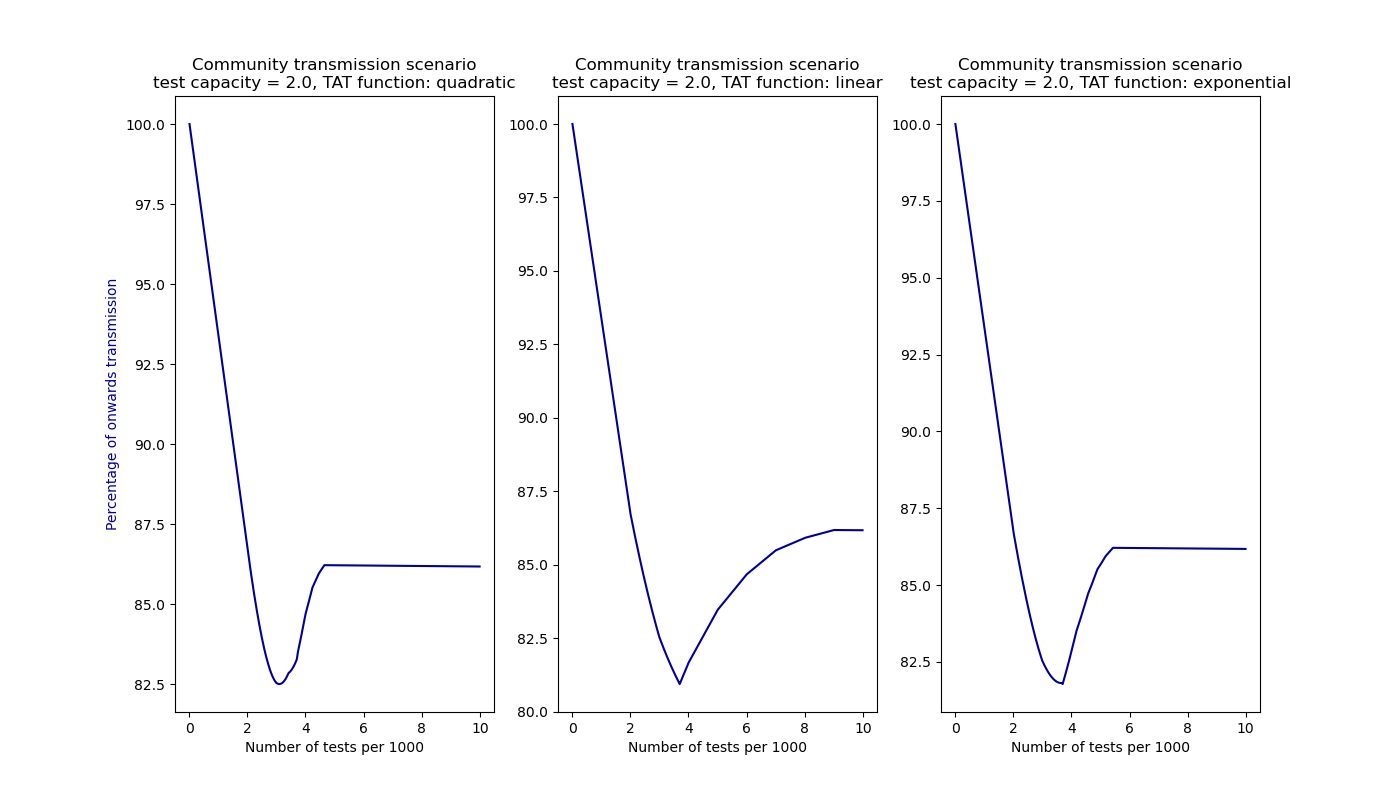 Community transmission scenario
test capacity = 2.0, TAT function: quadratic
Percentage of onwards transmission
100.0
97.5
95.0
92.5
90.0
87.5
85.0
82.5
0 2 4 6 8 10
Number of tests per 1000
Community transmission scenario
test capacity = 2.0, TAT function: linear
100.0
97.5
95.0
92.5
90.0
87.5
85.0
82.5
80.0
0 2 4 6 8 10
Number of tests per 1000
Community transmission scenario
test capacity = 2.0, TAT function: exponential
100.0
97.5
95.0
92.5
90.0
87.5
85.0
82.5
0 2 4 6 8 10
Number of tests per 1000